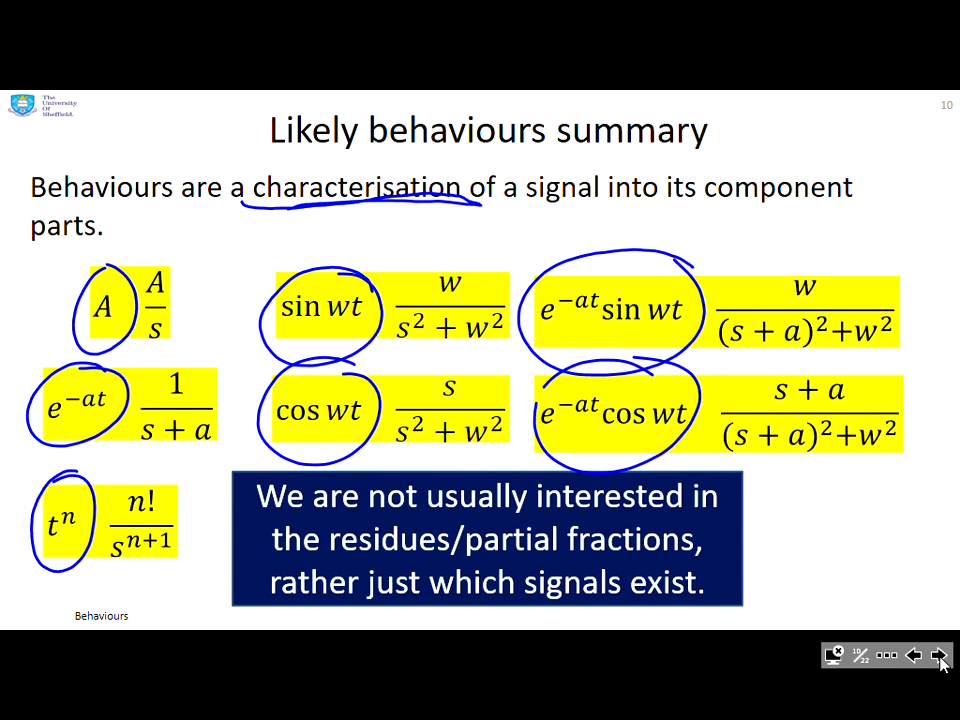 The
University
Of
Sheffield.
10
Likely behaviours summary
Behaviours are a characterisation of a signal into its component
parts.
A A/s
sin wt w/(s² + w²)
e^{−at} sin wt w/((s + a)²+w²)
e^{−at} 1/(s + a)
cos wt s/(s² + w²)
e^{−at} cos wt (s + a)/((s + a)²+w²)
t^n n!/s^{n+1}
We are not usually interested in
the residues/partial fractions,
rather just which signals exist.
Behaviours
10/22